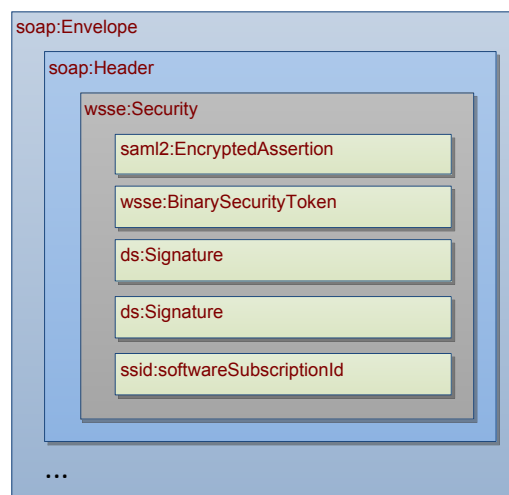 soap:Envelope
soap:Header
wsse:Security
saml2:EncryptedAssertion
wsse:BinarySecurityToken
ds:Signature
ds:Signature
ssid:softwareSubscriptionId
...